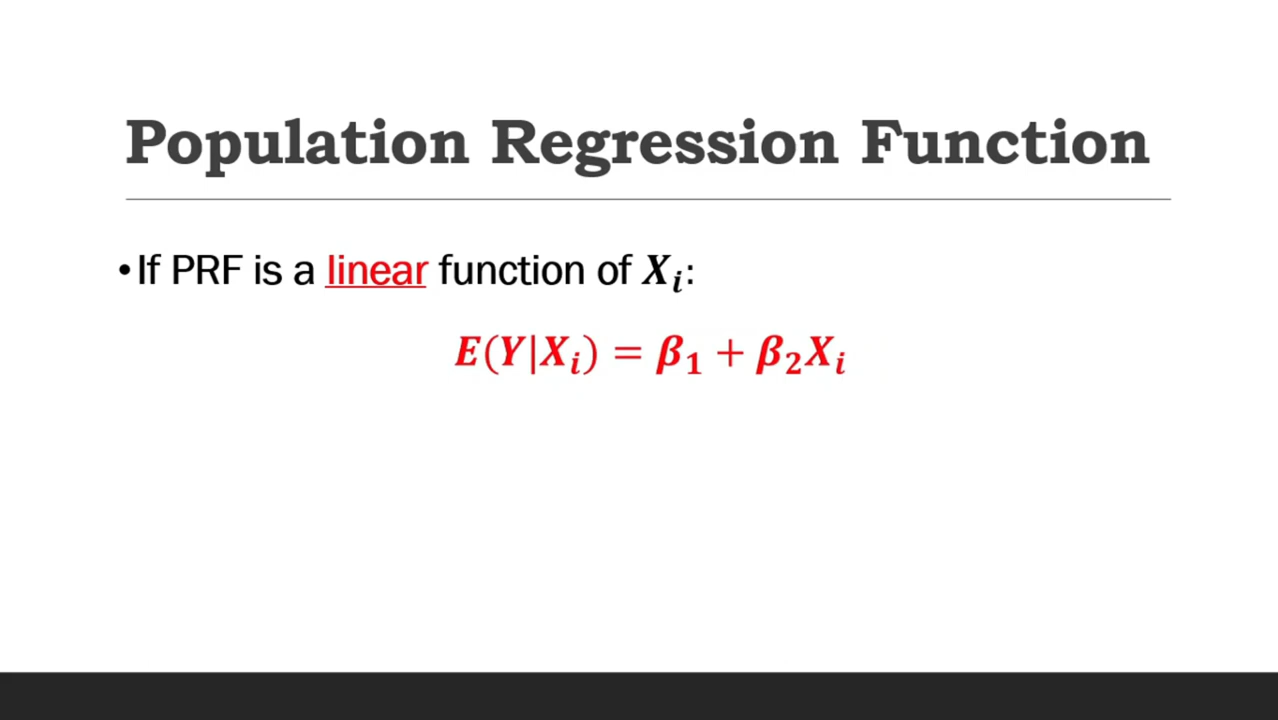 Population Regression Function
•If PRF is a linear function of Xᵢ:
E(Y|Xᵢ) = β₁ + β₂Xᵢ